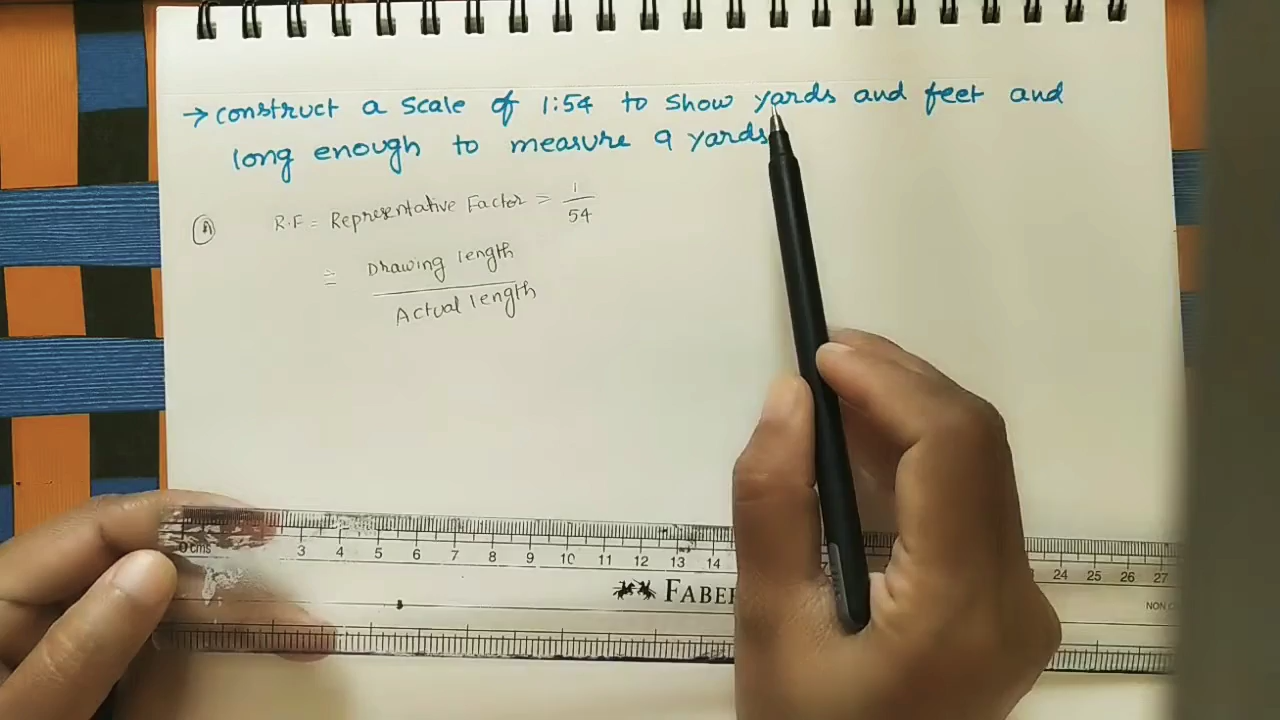 → construct a scale of 1:54 to show yards and feet and
long enough to measure 9 yards
(A) R.F = Representative Factor = 1/54
= Drawing length
Actual length
0 cms 3 4 5 6 7 8 9 10 11 12 13 14 24 25 26 27
FABER
NON